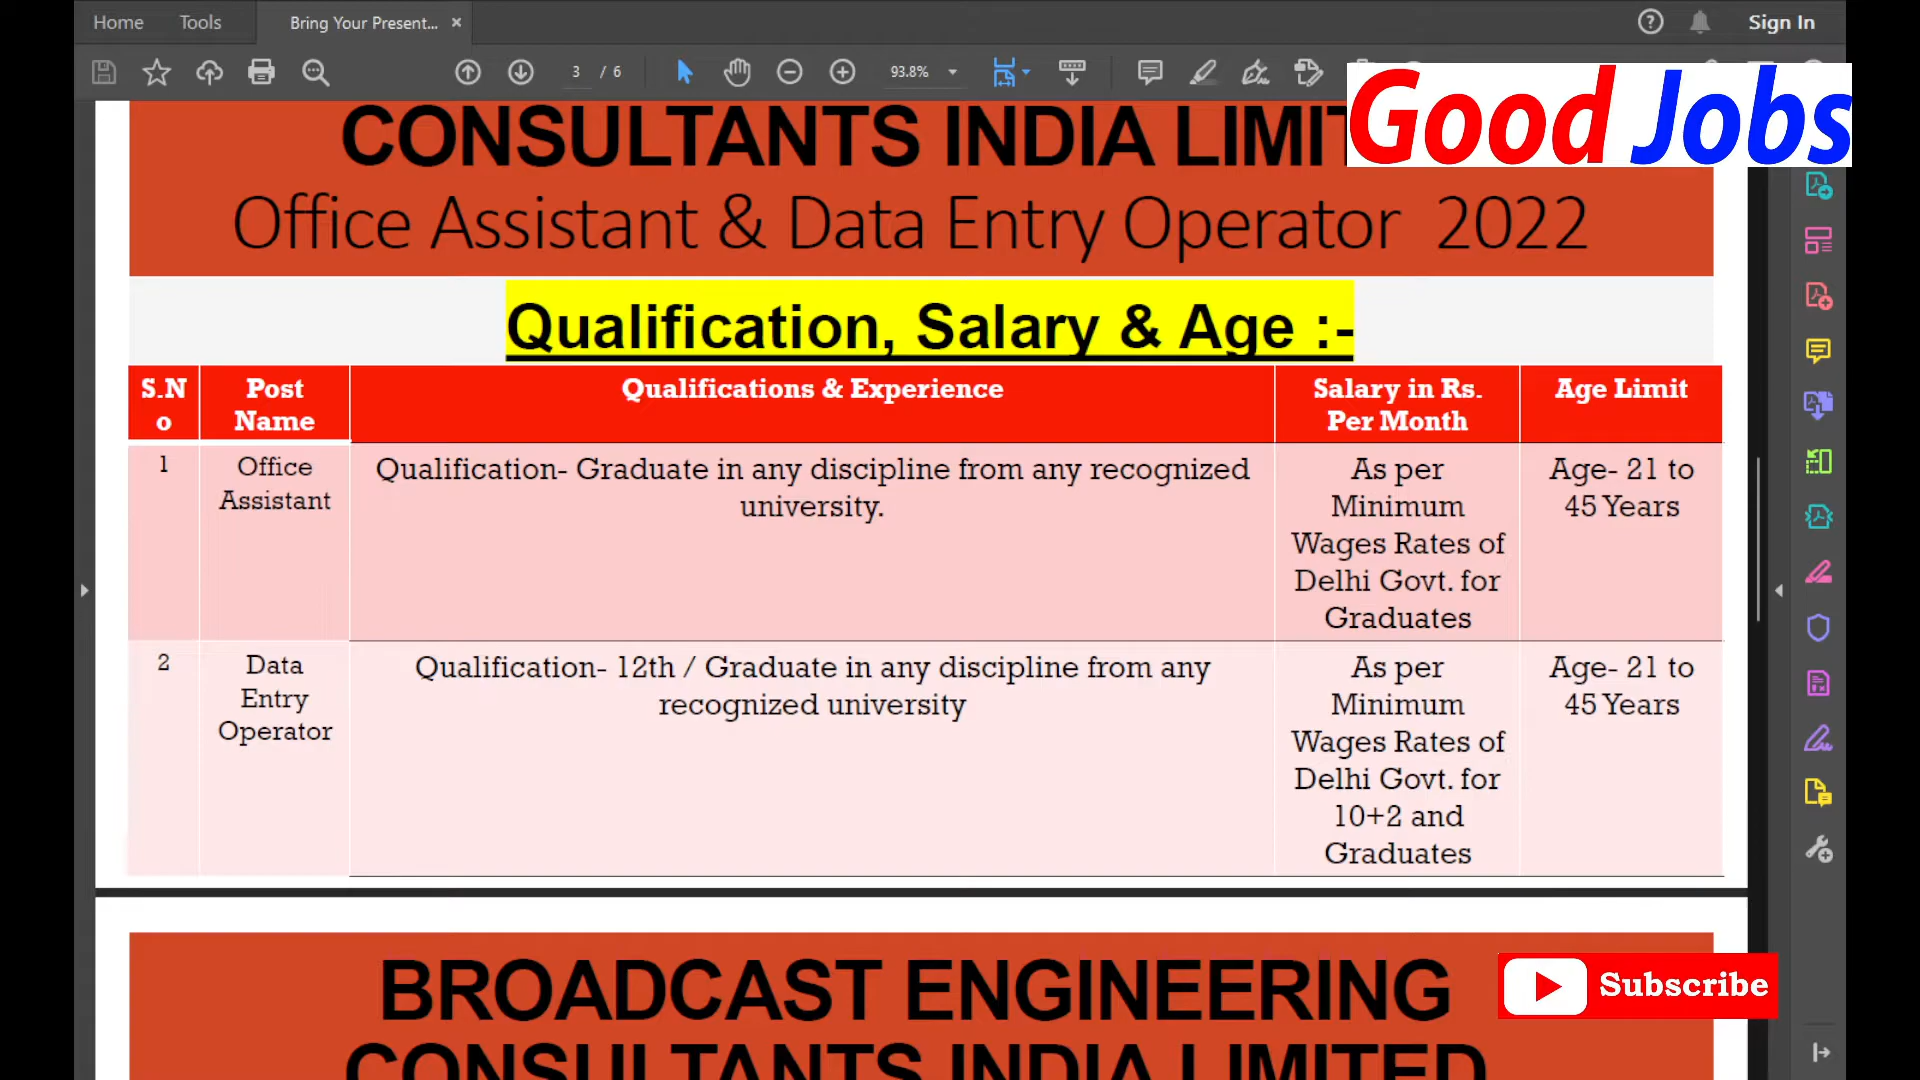 Home
Tools
Bring Your Present...
Sign In
3 / 6
93.8%
Good Jobs
CONSULTANTS INDIA LIMIT
Office Assistant & Data Entry Operator 2022
Qualification, Salary & Age :-
S.N
o
Post
Name
Qualifications & Experience
Salary in Rs.
Per Month
Age Limit
1
Office
Assistant
Qualification- Graduate in any discipline from any recognized
university.
As per
Minimum
Wages Rates of
Delhi Govt. for
Graduates
Age- 21 to
45 Years
2
Data
Entry
Operator
Qualification- 12th / Graduate in any discipline from any
recognized university
As per
Minimum
Wages Rates of
Delhi Govt. for
10+2 and
Graduates
Age- 21 to
45 Years
BROADCAST ENGINEERING
CONSULTANTS INDIA LIMITED
Subscribe